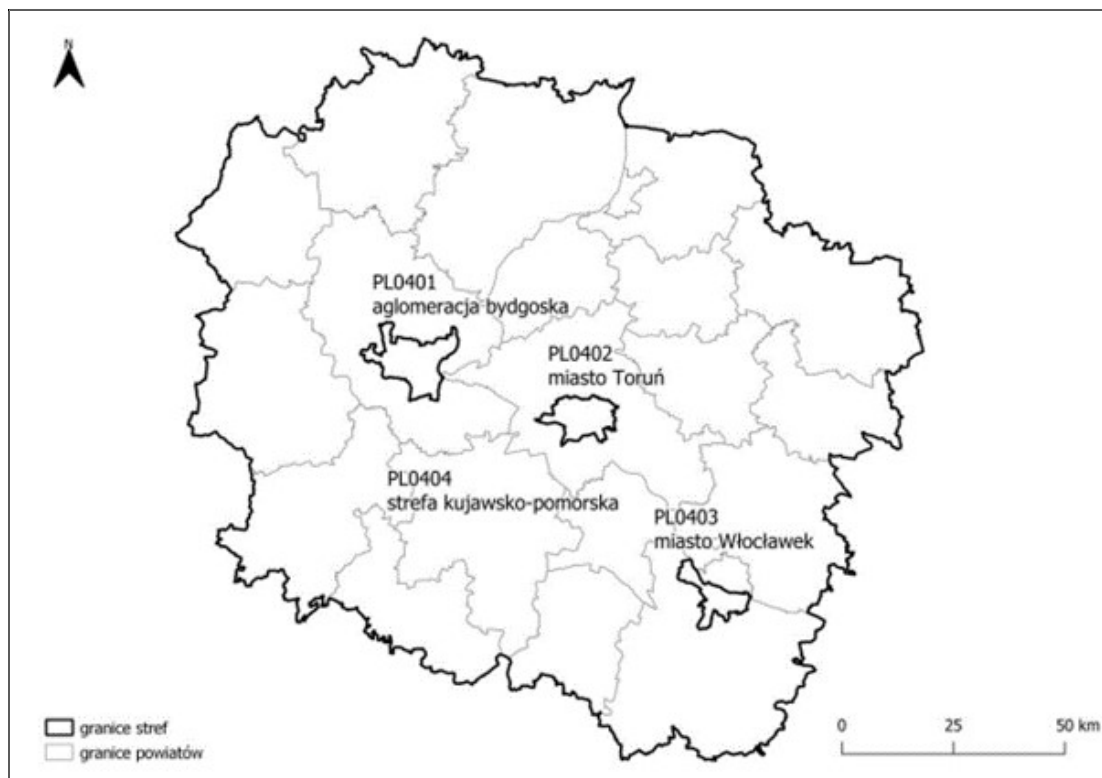 N
PL0401
aglomeracja bydgoska
PL0402
miasto Toruń
PL0404
strefa kujawsko-pomorska
PL0403
miasto Włocławek
granice stref
granice powiatów
0 25 50 km